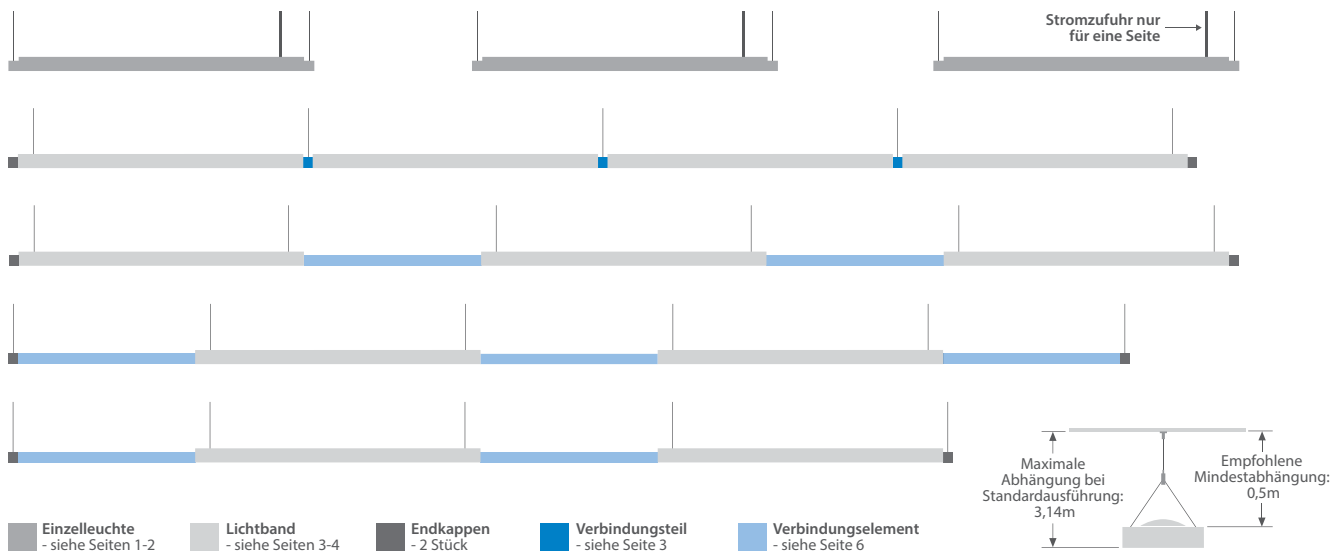 Stromzufuhr nur
für eine Seite
Maximale
Abhängung bei
Standardausführung:
3,14m
Empfohlene
Mindestabhängung:
0,5m
Einzelleuchte
- siehe Seiten 1-2
Lichtband
- siehe Seiten 3-4
Endkappen
- 2 Stück
Verbindungsteil
- siehe Seite 3
Verbindungselement
- siehe Seite 6